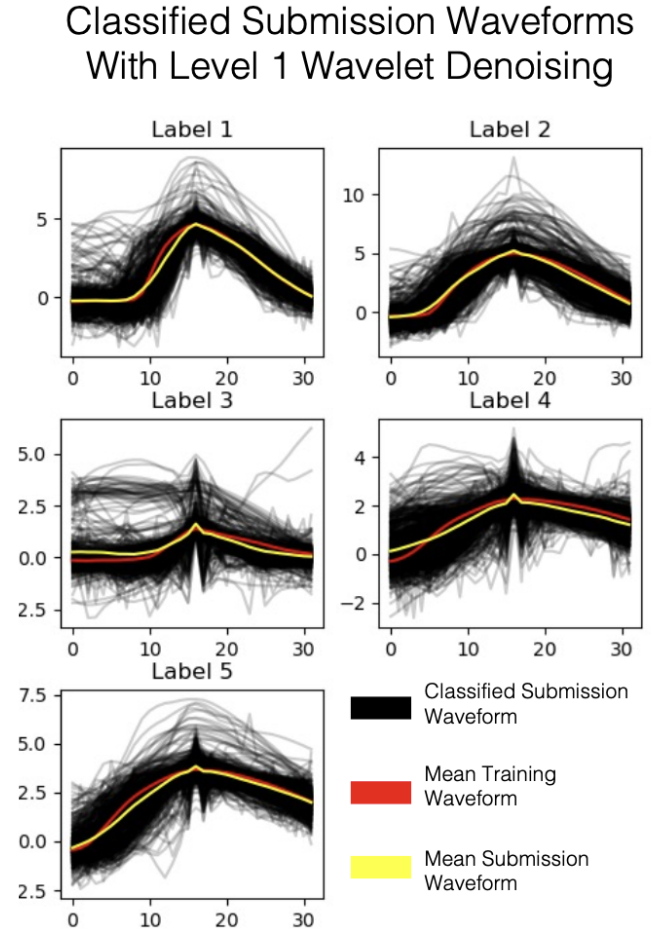 Classified Submission Waveforms
With Level 1 Wavelet Denoising
Label 1
5
0
0 10 20 30
Label 2
10
5
0
0 10 20 30
Label 3
5.0
2.5
0.0
2.5
0 10 20 30
Label 4
4
2
0
−2
0 10 20 30
Label 5
7.5
5.0
2.5
0.0
2.5
0 10 20 30
Classified Submission
Waveform
Mean Training
Waveform
Mean Submission
Waveform